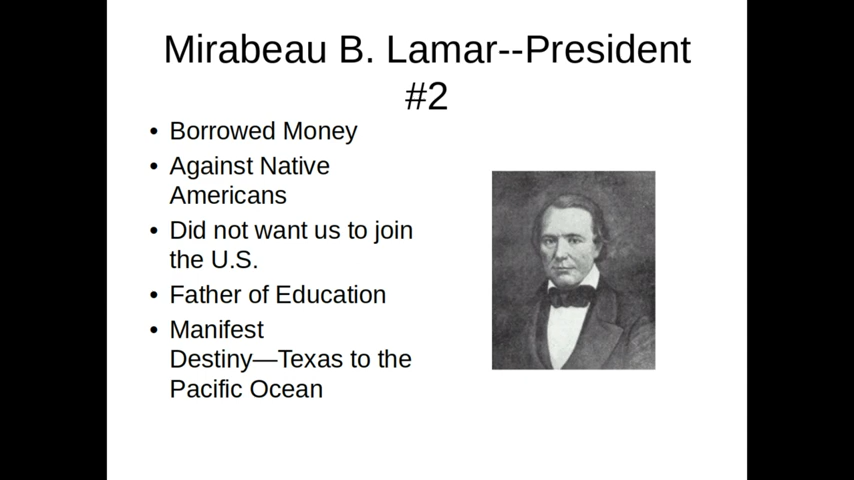 Mirabeau B. Lamar--President
#2
• Borrowed Money
• Against Native
Americans
• Did not want us to join
the U.S.
• Father of Education
• Manifest
Destiny—Texas to the
Pacific Ocean